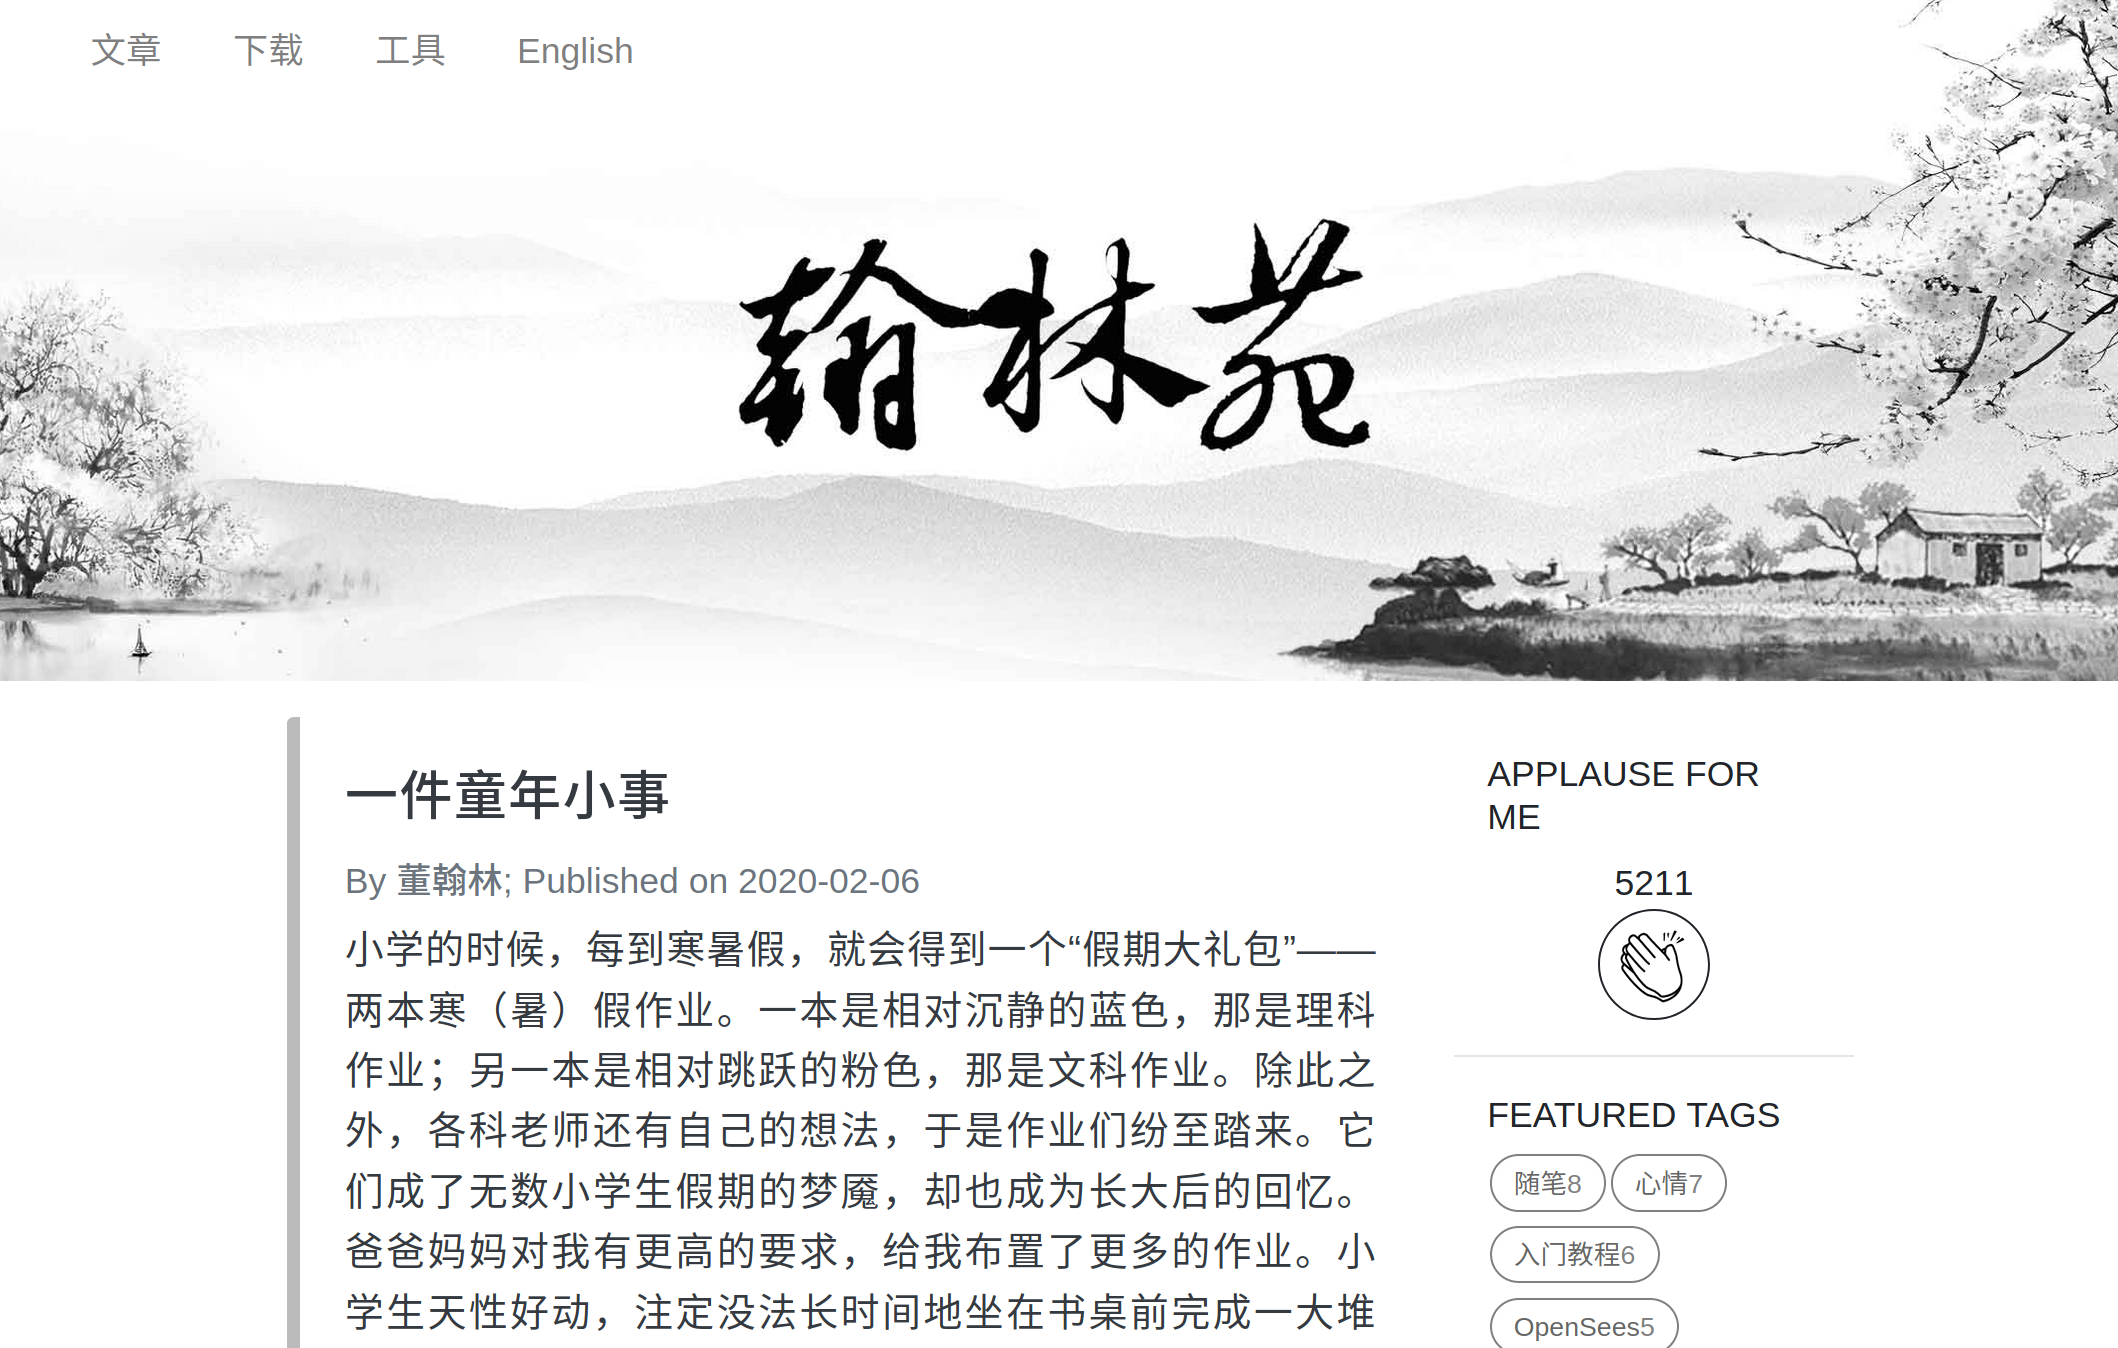 文章 下载 工具 English
翰林苑
一件童年小事
By 董翰林; Published on 2020-02-06
小学的时候，每到寒暑假，就会得到一个“假期大礼包”——
两本寒（暑）假作业。一本是相对沉静的蓝色，那是理科
作业；另一本是相对跳跃的粉色，那是文科作业。除此之
外，各科老师还有自己的想法，于是作业们纷至踏来。它
们成了无数小学生假期的梦魇，却也成为长大后的回忆。
爸爸妈妈对我有更高的要求，给我布置了更多的作业。小
学生天性好动，注定没法长时间地坐在书桌前完成一大堆
APPLAUSE FOR
ME
5211
FEATURED TAGS
随笔8 心情7
入门教程6
OpenSees5